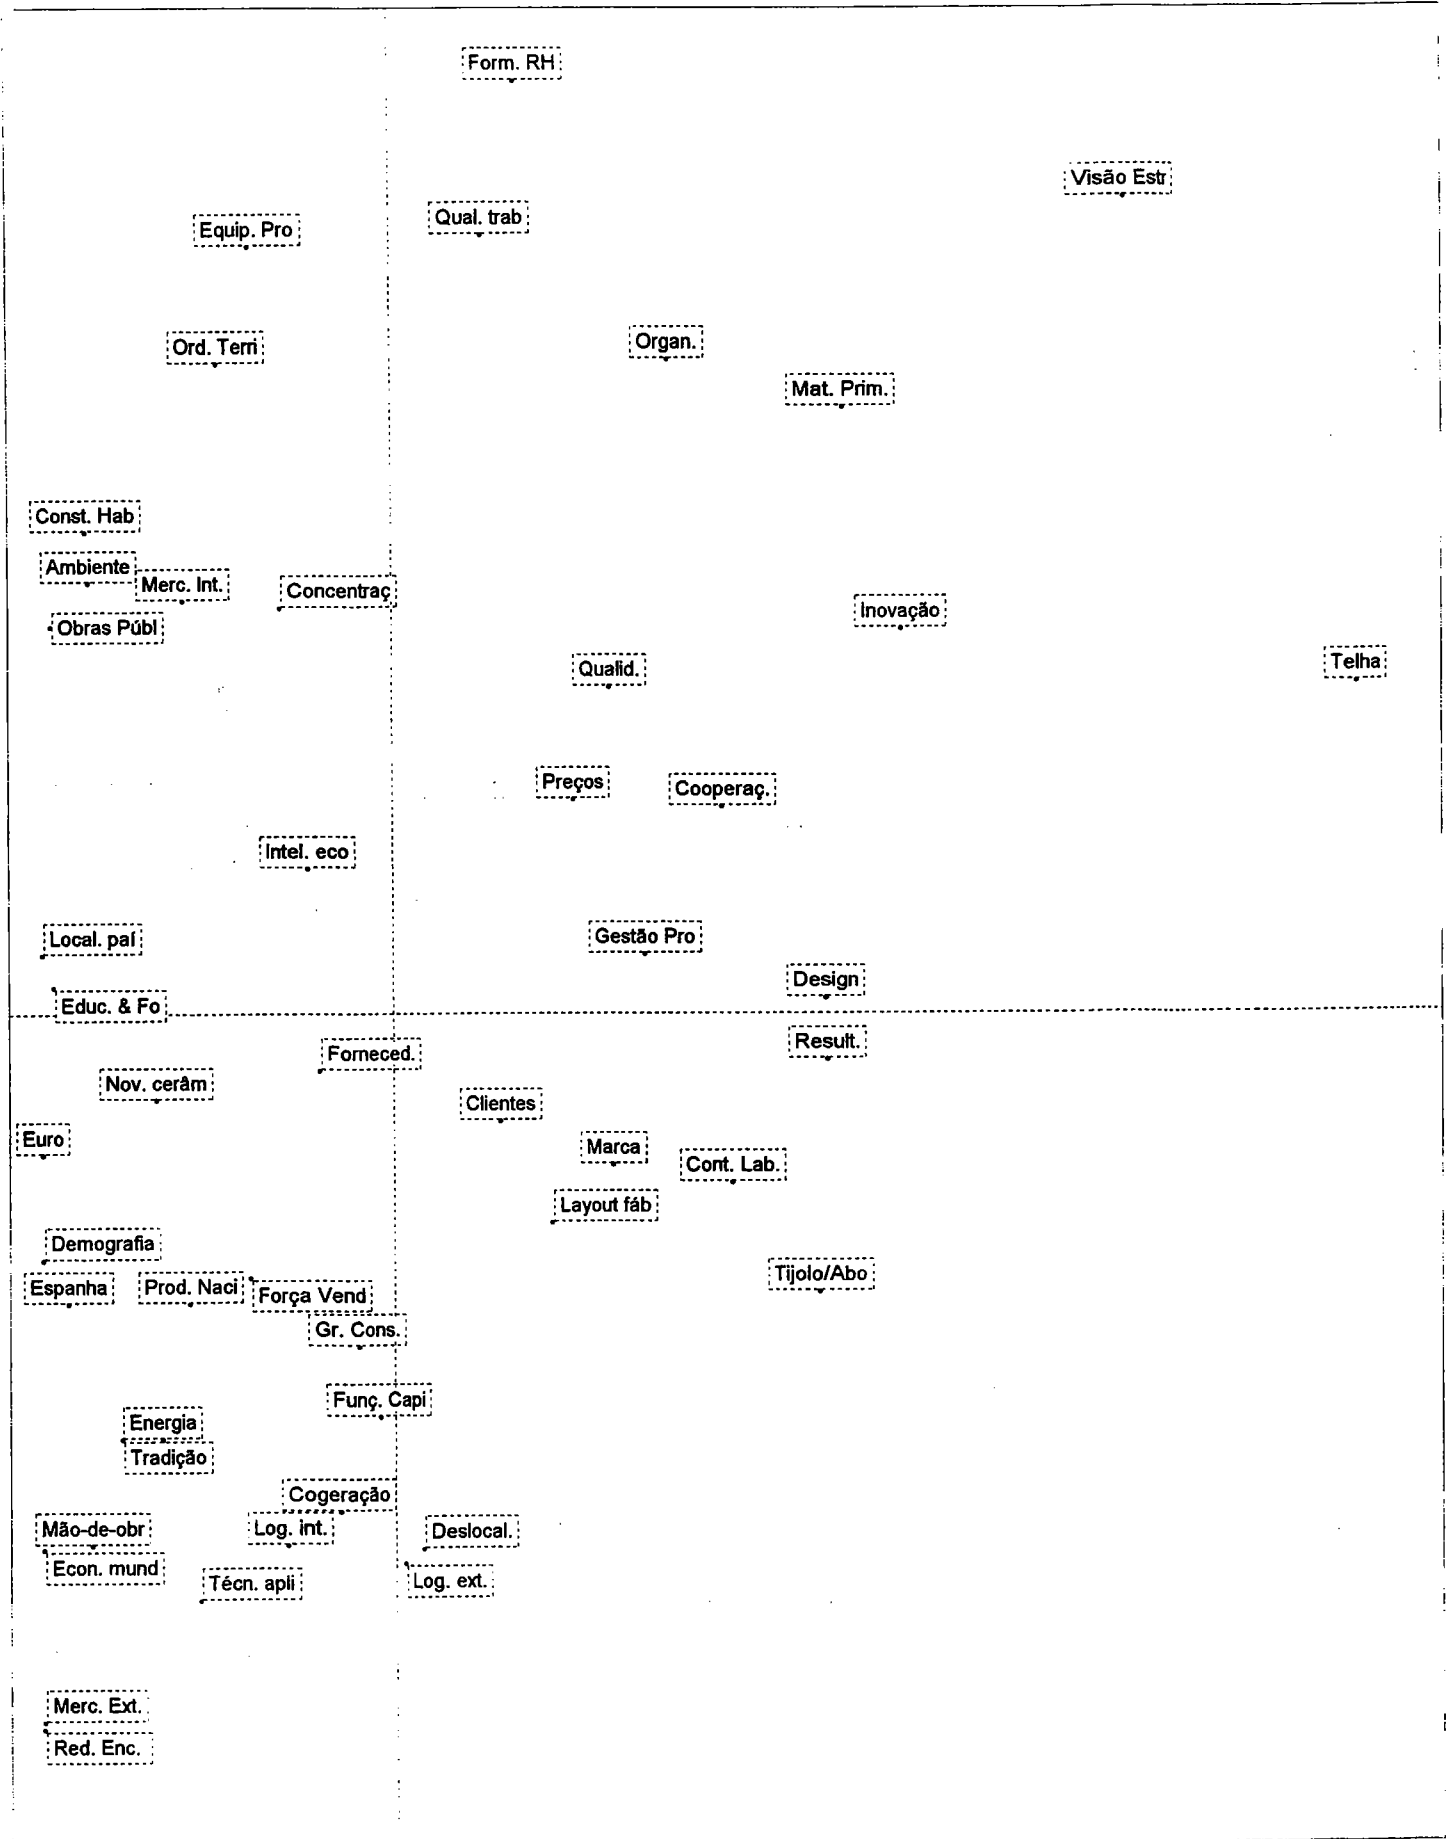 Form. RH
Visão Estr
Qual. trab
Equip. Pro
Organ.
Ord. Terri
Mat. Prim.
Const. Hab
Ambiente
Merc. Int.
Concentraç
Inovação
Obras Públ
Telha
Qualid.
Preços
Cooperaç.
Intel. eco
Gestão Pro
Local. paí
Design
Educ. & Fo
Result.
Forneced.
Nov. cerâm
Clientes
Euro
Marca
Cont. Lab.
Layout fáb
Demografia
Tijolo/Abo
Espanha
Prod. Naci
Força Vend
Gr. Cons.
Funç. Capi
Energia
Tradição
Cogeração
Mão-de-obr
Log. int.
Deslocal.
Econ. mund
Técn. apli
Log. ext.
Merc. Ext.
Red. Enc.